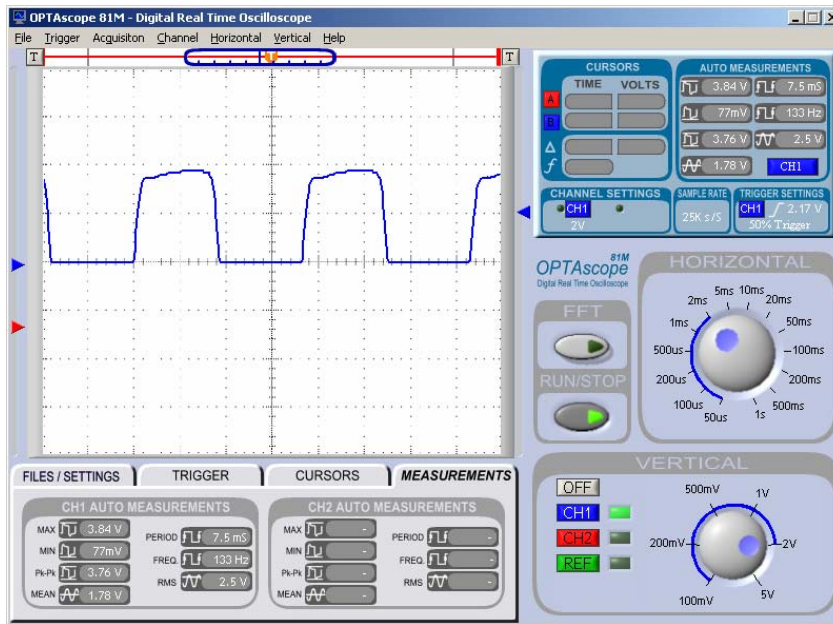 OPTAscope 81M - Digital Real Time Oscilloscope
File Trigger Acquisiton Channel Horizontal Vertical Help
T T T
CURSORS
TIME VOLTS
A
B
Δ
f
AUTO MEASUREMENTS
3.84 V 7.5 mS
77mV 133 Hz
3.76 V 2.5 V
1.78 V CH1
CHANNEL SETTINGS
CH1
2V
SAMPLE RATE
25K s/S
TRIGGER SETTINGS
CH1 2.17 V
50% Trigger
OPTAscope 81M
Digital Real Time Oscilloscope
FFT
RUN/STOP
HORIZONTAL
50us
100us
200us
500us
1ms
2ms
5ms
10ms
20ms
50ms
100ms
200ms
500ms
1s
FILES / SETTINGS TRIGGER CURSORS MEASUREMENTS
CH1 AUTO MEASUREMENTS
MAX 3.84 V
MIN 77mV
Pk-Pk 3.76 V
MEAN 1.78 V
PERIOD 7.5 mS
FREQ. 133 Hz
RMS 2.5 V
CH2 AUTO MEASUREMENTS
MAX -
MIN -
Pk-Pk -
MEAN -
PERIOD -
FREQ. -
RMS -
VERTICAL
OFF
CH1
CH2
REF
100mV
200mV
500mV
1V
2V
5V